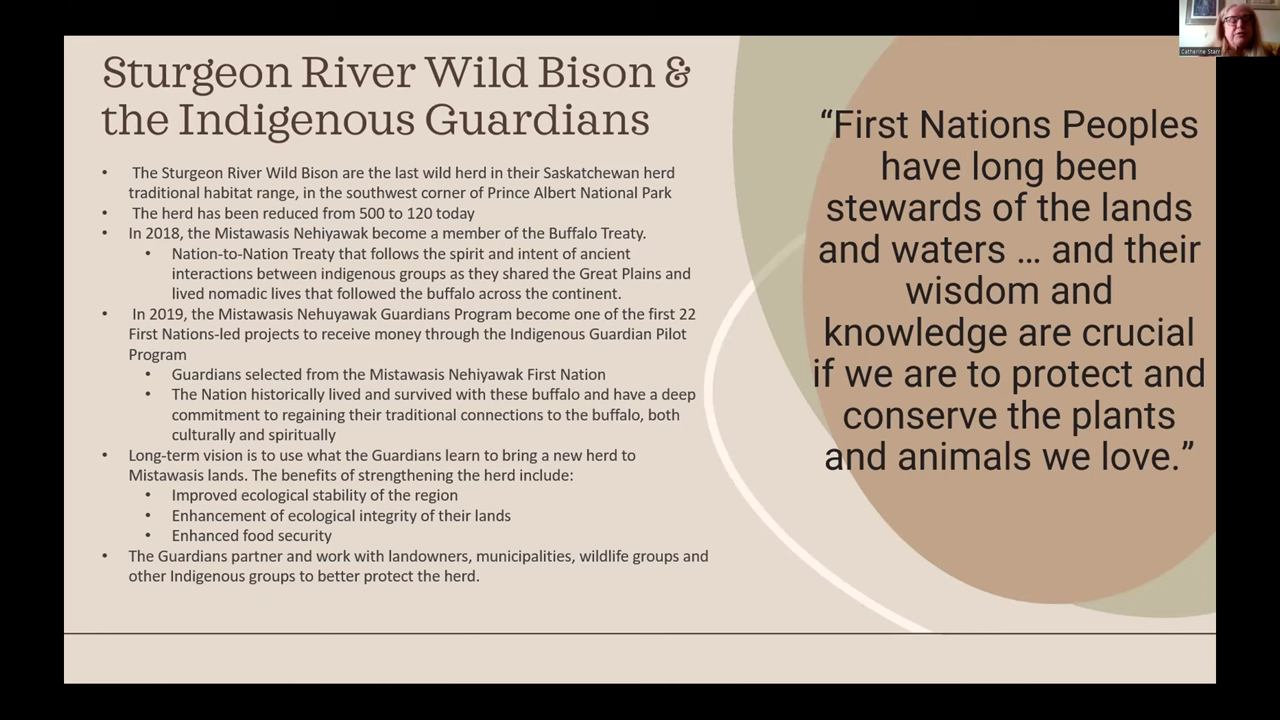 Sturgeon River Wild Bison &
the Indigenous Guardians
• The Sturgeon River Wild Bison are the last wild herd in their Saskatchewan herd
traditional habitat range, in the southwest corner of Prince Albert National Park
• The herd has been reduced from 500 to 120 today
• In 2018, the Mistawasis Nehiyawak become a member of the Buffalo Treaty.
• Nation-to-Nation Treaty that follows the spirit and intent of ancient
interactions between indigenous groups as they shared the Great Plains and
lived nomadic lives that followed the buffalo across the continent.
• In 2019, the Mistawasis Nehuyawak Guardians Program become one of the first 22
First Nations-led projects to receive money through the Indigenous Guardian Pilot
Program
• Guardians selected from the Mistawasis Nehiyawak First Nation
• The Nation historically lived and survived with these buffalo and have a deep
commitment to regaining their traditional connections to the buffalo, both
culturally and spiritually
• Long-term vision is to use what the Guardians learn to bring a new herd to
Mistawasis lands. The benefits of strengthening the herd include:
• Improved ecological stability of the region
• Enhancement of ecological integrity of their lands
• Enhanced food security
• The Guardians partner and work with landowners, municipalities, wildlife groups and
other Indigenous groups to better protect the herd.
“First Nations Peoples
have long been
stewards of the lands
and waters ... and their
wisdom and
knowledge are crucial
if we are to protect and
conserve the plants
and animals we love.”
Catherine Starr